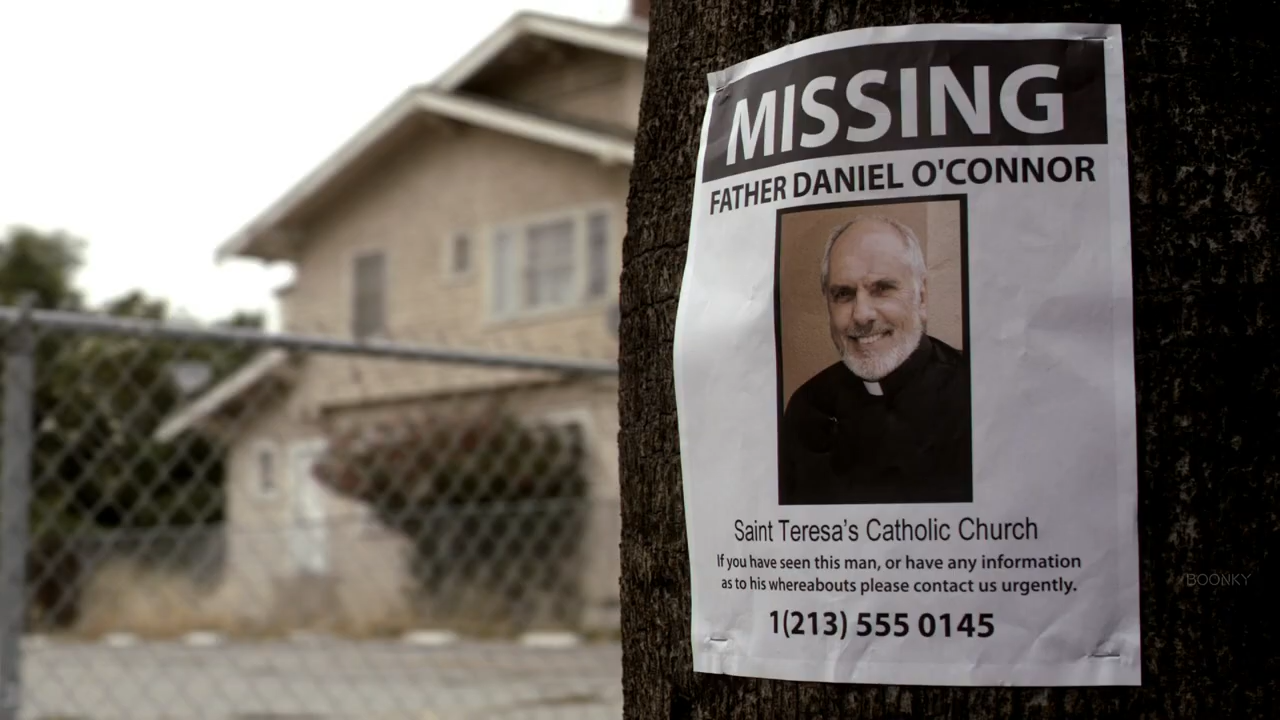 MISSING
FATHER DANIEL O'CONNOR
Saint Teresa’s Catholic Church
If you have seen this man, or have any information
as to his whereabouts please contact us urgently.
1(213) 555 0145
BOONKY